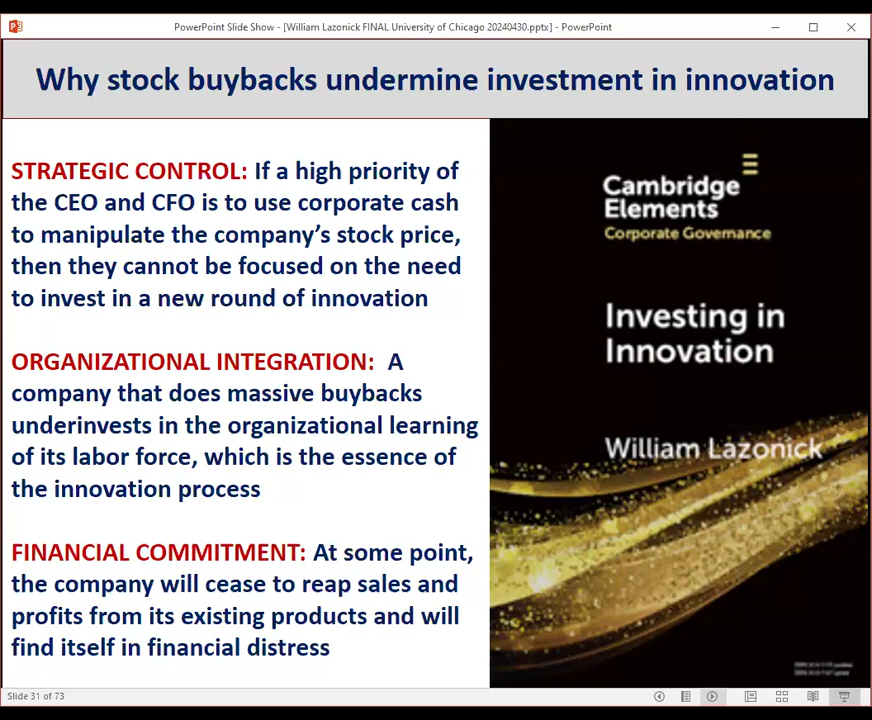 PowerPoint Slide Show - [William Lazonick FINAL University of Chicago 20240430.pptx] - PowerPoint
Why stock buybacks undermine investment in innovation
STRATEGIC CONTROL: If a high priority of
the CEO and CFO is to use corporate cash
to manipulate the company's stock price,
then they cannot be focused on the need
to invest in a new round of innovation
ORGANIZATIONAL INTEGRATION: A
company that does massive buybacks
underinvests in the organizational learning
of its labor force, which is the essence of
the innovation process
FINANCIAL COMMITMENT: At some point,
the company will cease to reap sales and
profits from its existing products and will
find itself in financial distress
Cambridge
Elements
Corporate Governance
Investing in
Innovation
William Lazonick
Slide 31 of 73